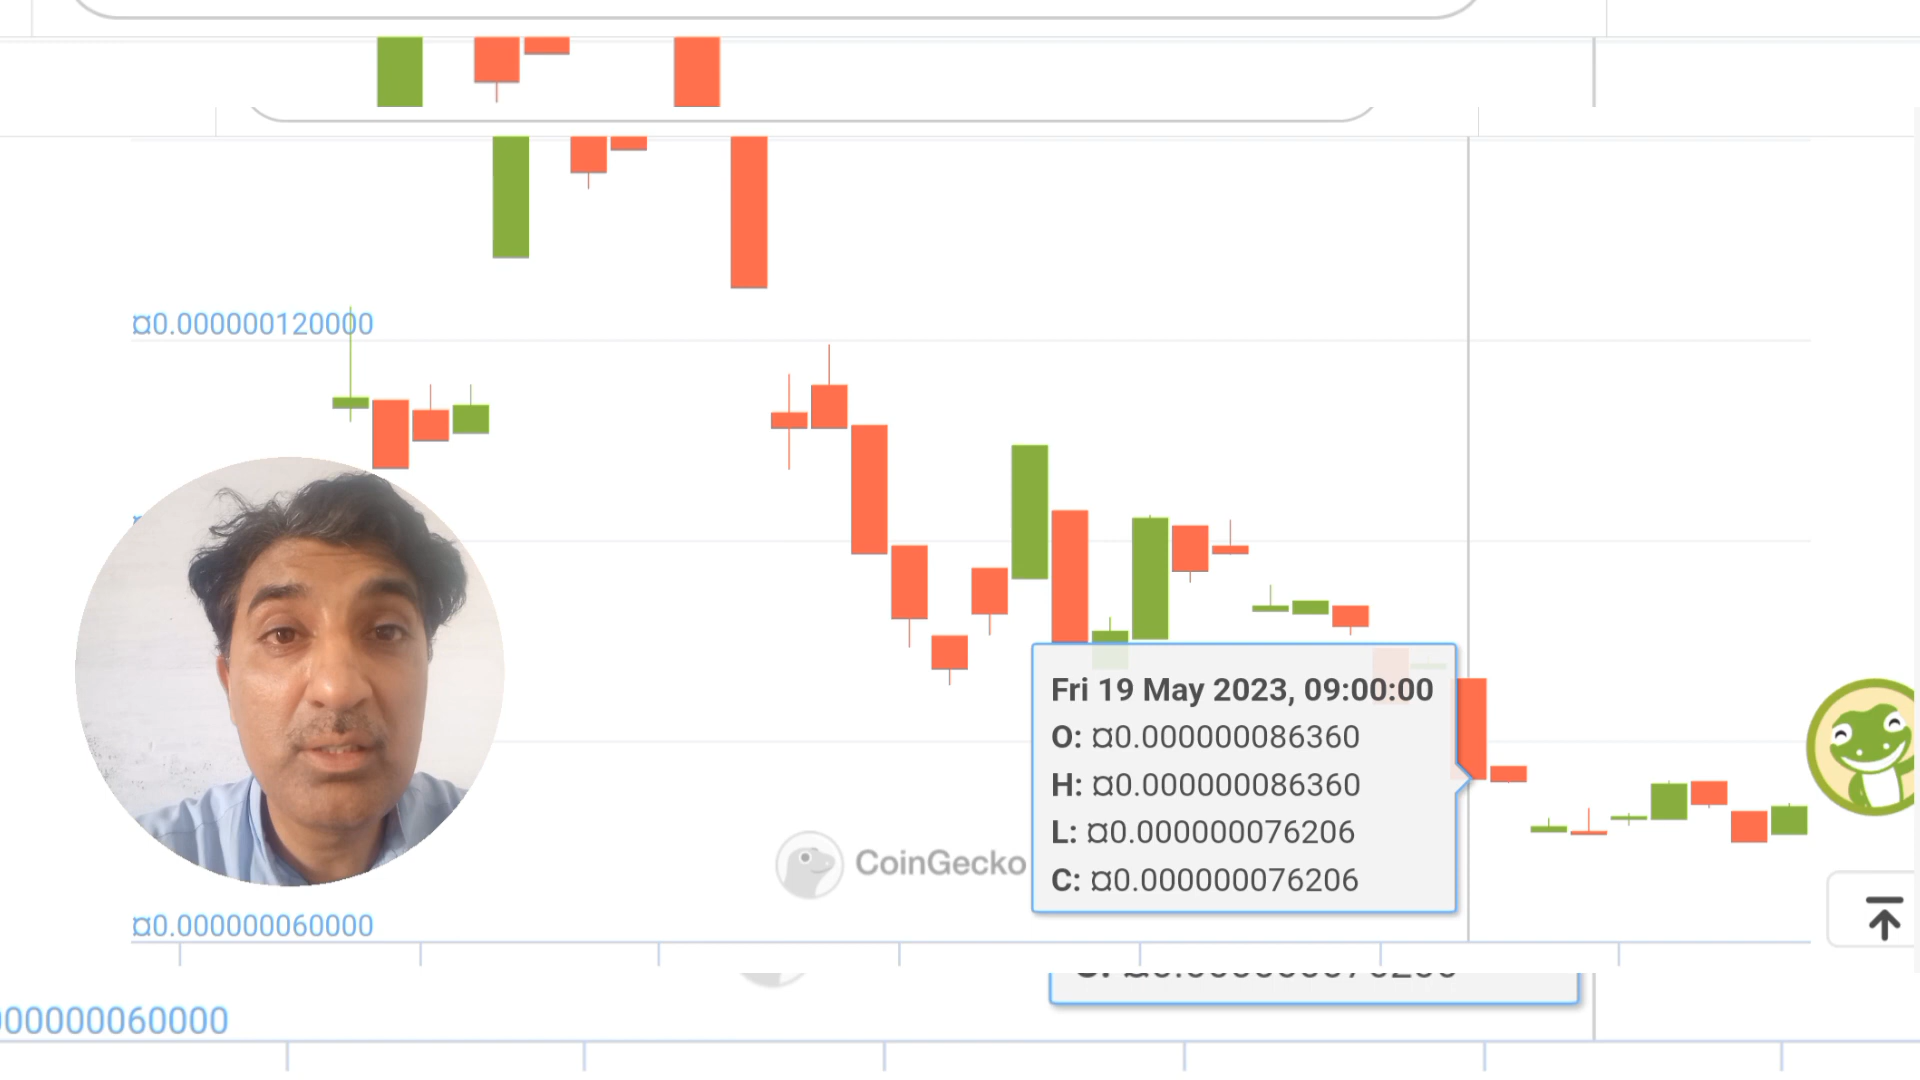 ¤0.000000120000
Fri 19 May 2023, 09:00:00
O: ¤0.000000086360
H: ¤0.000000086360
L: ¤0.000000076206
C: ¤0.000000076206
CoinGecko
¤0.000000060000
000000060000